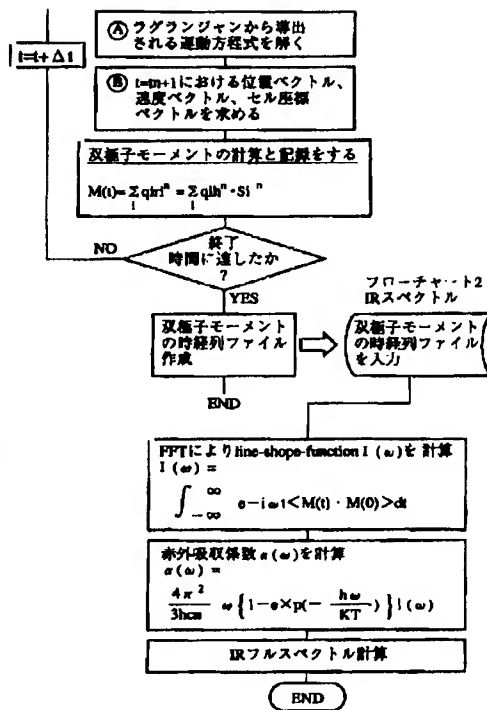 Ⓐ ラグランジャンから導出
される運動方程式を解く
t=t+Δt
Ⓑ t=tn+1における位置ベクトル、
速度ベクトル、セル座標
ベクトルを求める
双極子モーメントの計算と記録をする
M(t)=Σ qiri^n = Σ qih^n・Si^n
i i
NO
終了
時間に達したか
?
YES
フローチャート2
IRスペクトル
双極子モーメント
の時経列ファイル
作成
双極子モーメント
の時経列ファイル
を入力
END
FFTによりline-shope-function I (ω)を計算
I (ω) =
∫ ∞
-∞ e-iωt<M(t)・M(0)>dt
赤外吸収係数 α(ω)を計算
α(ω) =
4π² / 3hcn ω {1-e×p(- hω / KT )} I(ω)
IRフルスペクトル計算
END